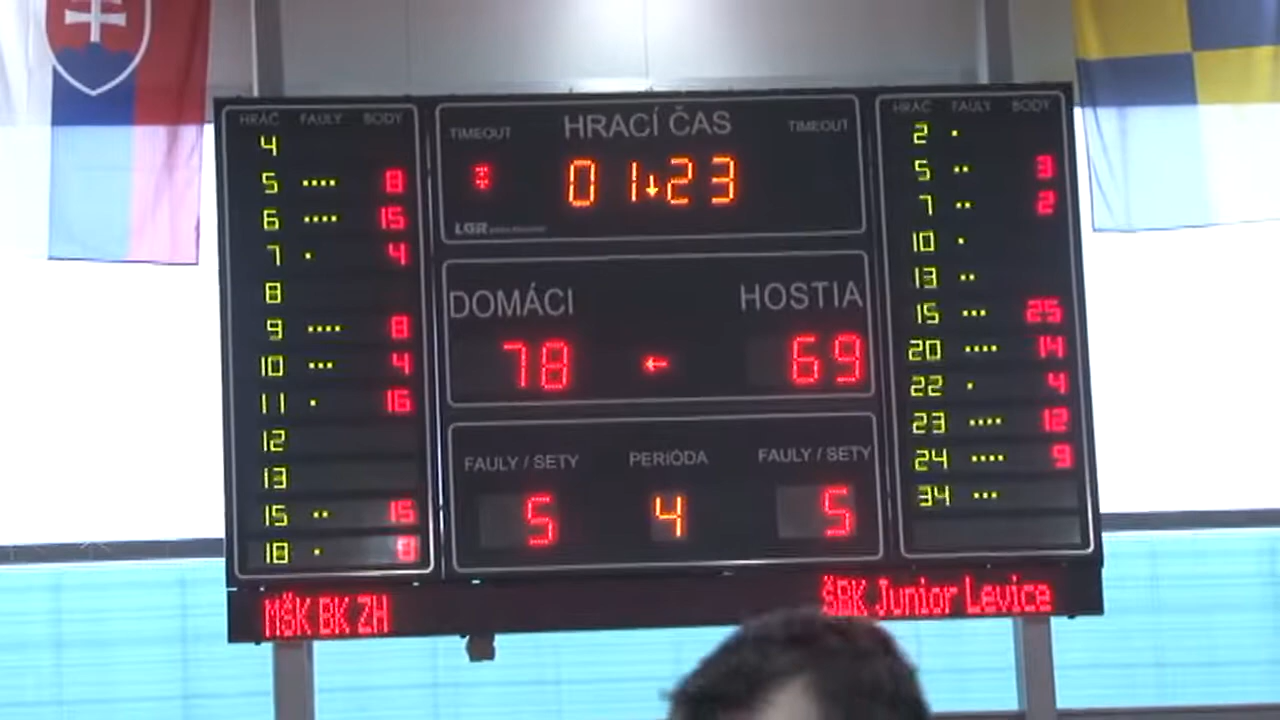 HRÁČ FAULY BODY
4
5 8
6 15
7 4
8
9 8
10 4
11 16
12
13
15 15
18 8
TIMEOUT HRACÍ ČAS TIMEOUT
01↓23
LGR
DOMÁCI HOSTIA
78 ← 69
FAULY / SETY PERIÓDA FAULY / SETY
5 4 5
HRÁČ FAULY BODY
2
5 3
7 2
10
13
15 25
20 14
22 4
23 12
24 9
34
MŠK BK ZH ŠBK Junior Levice